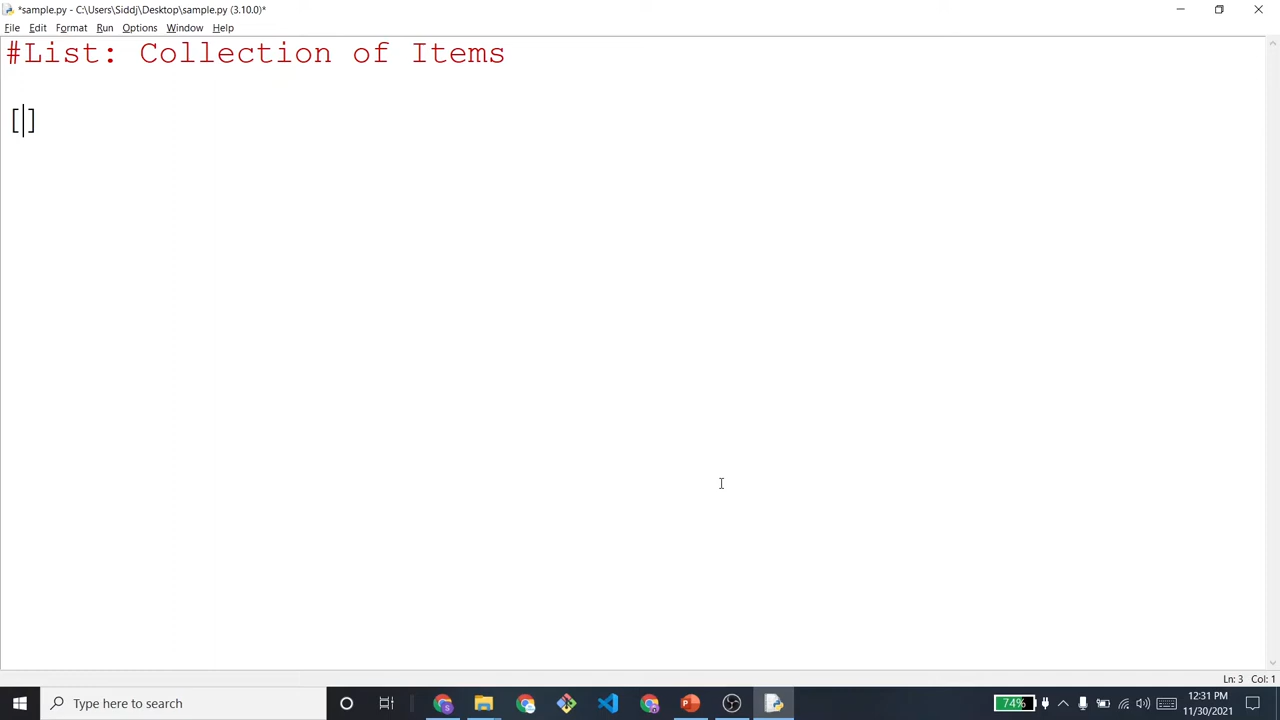 *sample.py - C:\Users\Siddj\Desktop\sample.py (3.10.0)*
File Edit Format Run Options Window Help
#List: Collection of Items
[]
Ln: 3 Col: 1
Type here to search
74%
12:31 PM
11/30/2021